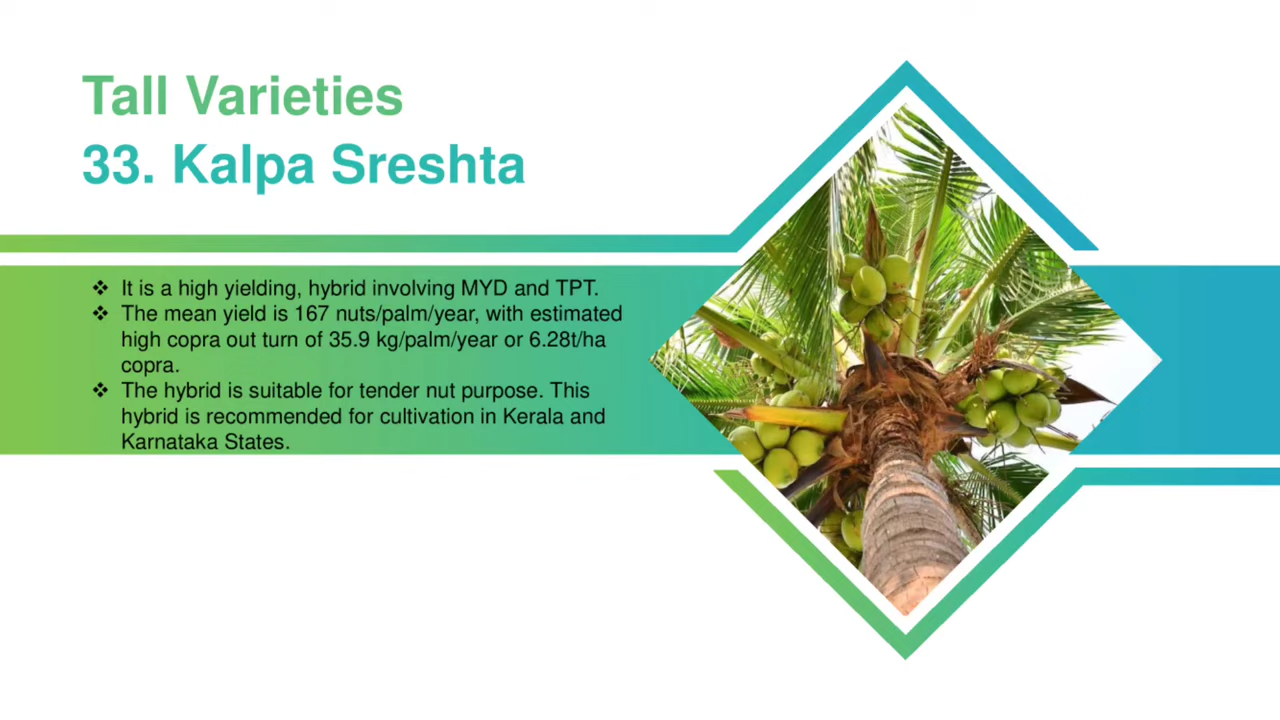 Tall Varieties
33. Kalpa Sreshta
❖ It is a high yielding, hybrid involving MYD and TPT.
❖ The mean yield is 167 nuts/palm/year, with estimated
high copra out turn of 35.9 kg/palm/year or 6.28t/ha
copra.
❖ The hybrid is suitable for tender nut purpose. This
hybrid is recommended for cultivation in Kerala and
Karnataka States.